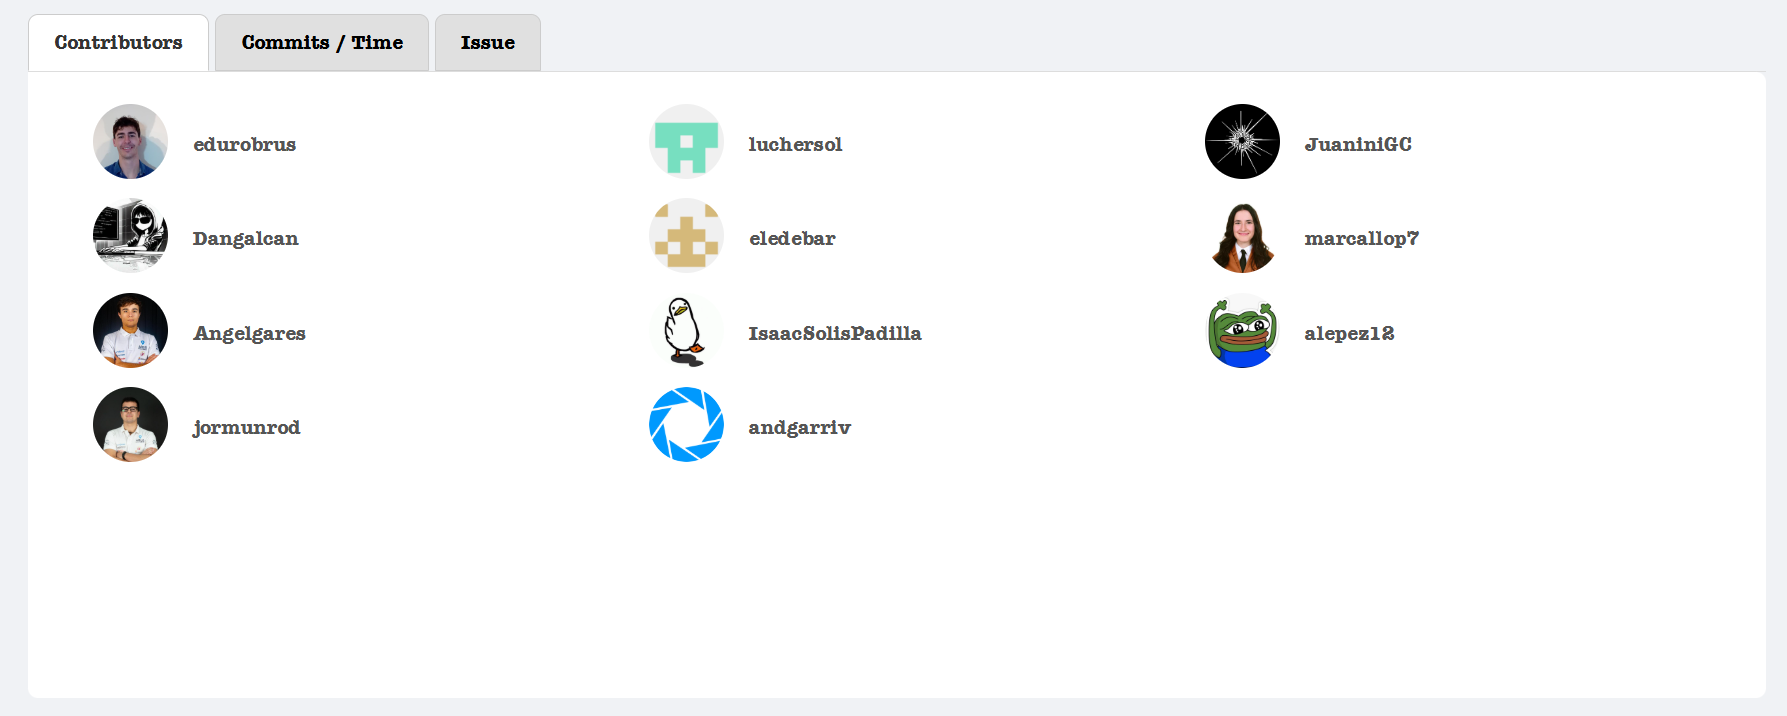 Contributors Commits / Time Issue
edurobrus luchersol JuaniniGC
Dangalcan eledebar marcallop7
Angelgares IsaacSolisPadilla alepez12
jormunrod andgarriv